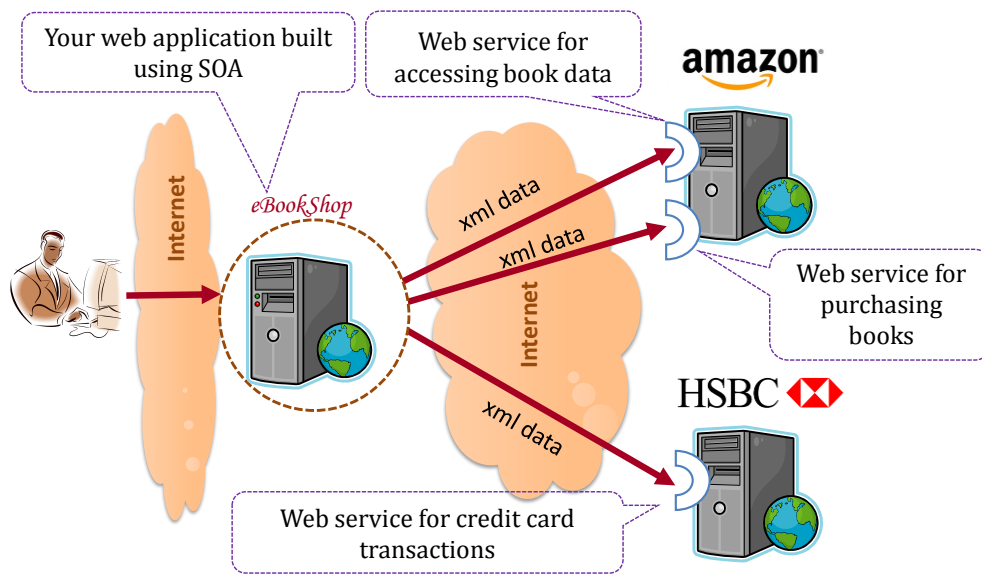 Your web application built
using SOA
Web service for
accessing book data
amazon®
Internet
eBookShop
xml data
xml data
Internet
Web service for
purchasing
books
HSBC
xml data
Web service for credit card
transactions